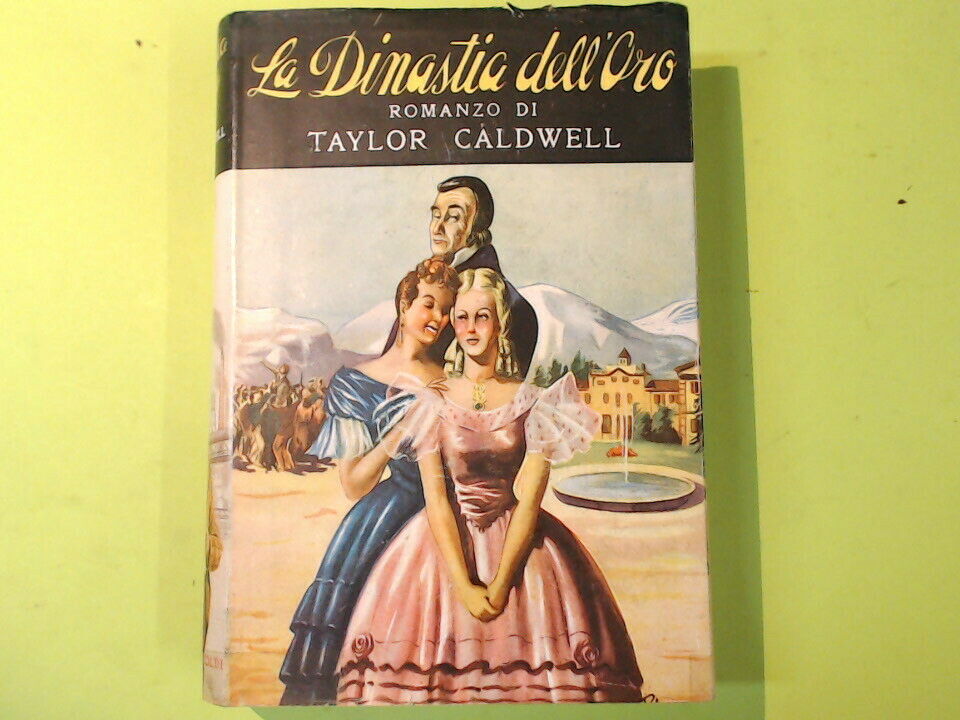 La Dinastia dell'Oro
ROMANZO DI
TAYLOR CALDWELL